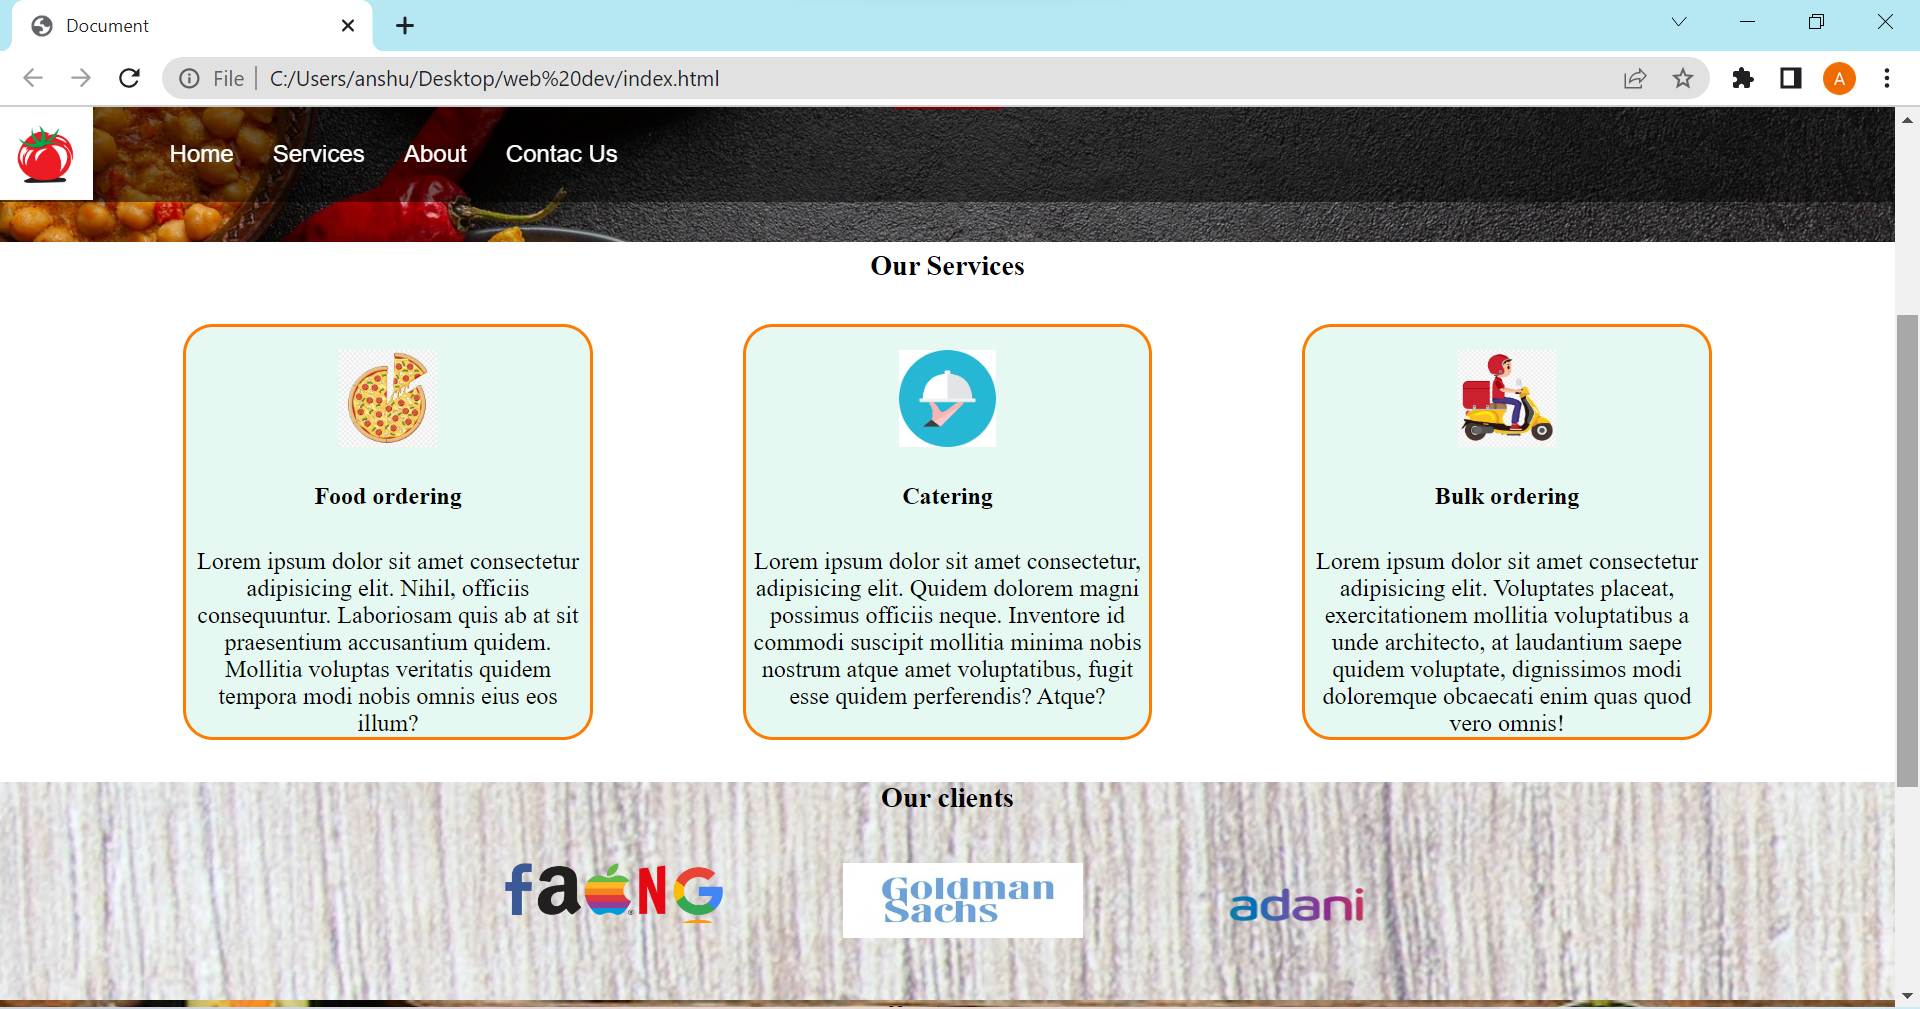 Document
File
C:/Users/anshu/Desktop/web%20dev/index.html
A
Home Services About Contac Us
Our Services
Food ordering
Lorem ipsum dolor sit amet consectetur
adipisicing elit. Nihil, officiis
consequuntur. Laboriosam quis ab at sit
praesentium accusantium quidem.
Mollitia voluptas veritatis quidem
tempora modi nobis omnis eius eos
illum?
Catering
Lorem ipsum dolor sit amet consectetur,
adipisicing elit. Quidem dolorem magni
possimus officiis neque. Inventore id
commodi suscipit mollitia minima nobis
nostrum atque amet voluptatibus, fugit
esse quidem perferendis? Atque?
Bulk ordering
Lorem ipsum dolor sit amet consectetur
adipisicing elit. Voluptates placeat,
exercitationem mollitia voluptatibus a
unde architecto, at laudantium saepe
quidem voluptate, dignissimos modi
doloremque obcaecati enim quas quod
vero omnis!
Our clients
faNG
Goldman
Sachs
adani